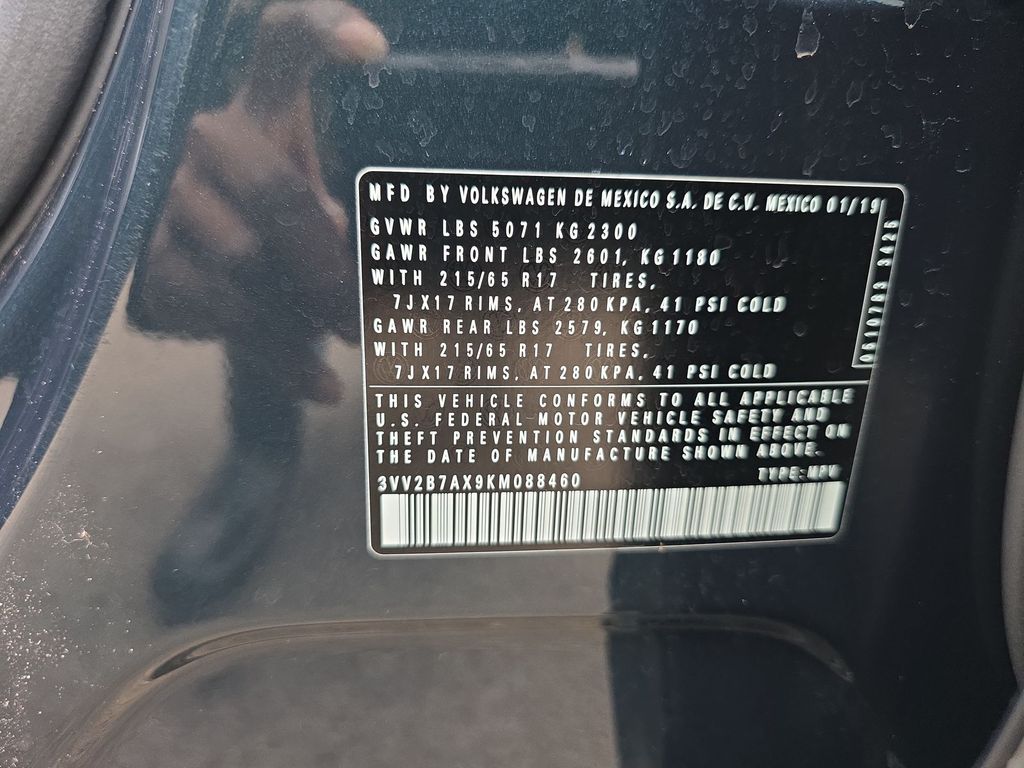 MFD BY VOLKSWAGEN DE MEXICO S.A. DE C.V. MEXICO 01/19
GVWR LBS 5071 KG 2300
GAWR FRONT LBS 2601, KG 1180
WITH 215/65 R17 TIRES,
7JX17 RIMS, AT 280 KPA, 41 PSI COLD
GAWR REAR LBS 2579, KG 1170
WITH 215/65 R17 TIRES,
7JX17 RIMS, AT 280 KPA, 41 PSI COLD
THIS VEHICLE CONFORMS TO ALL APPLICABLE
U.S. FEDERAL MOTOR VEHICLE SAFETY AND
THEFT PREVENTION STANDARDS IN EFFECT ON
THE DATE OF MANUFACTURE SHOWN ABOVE.
3VV2B7AX9KM088460 TYPE: MPV